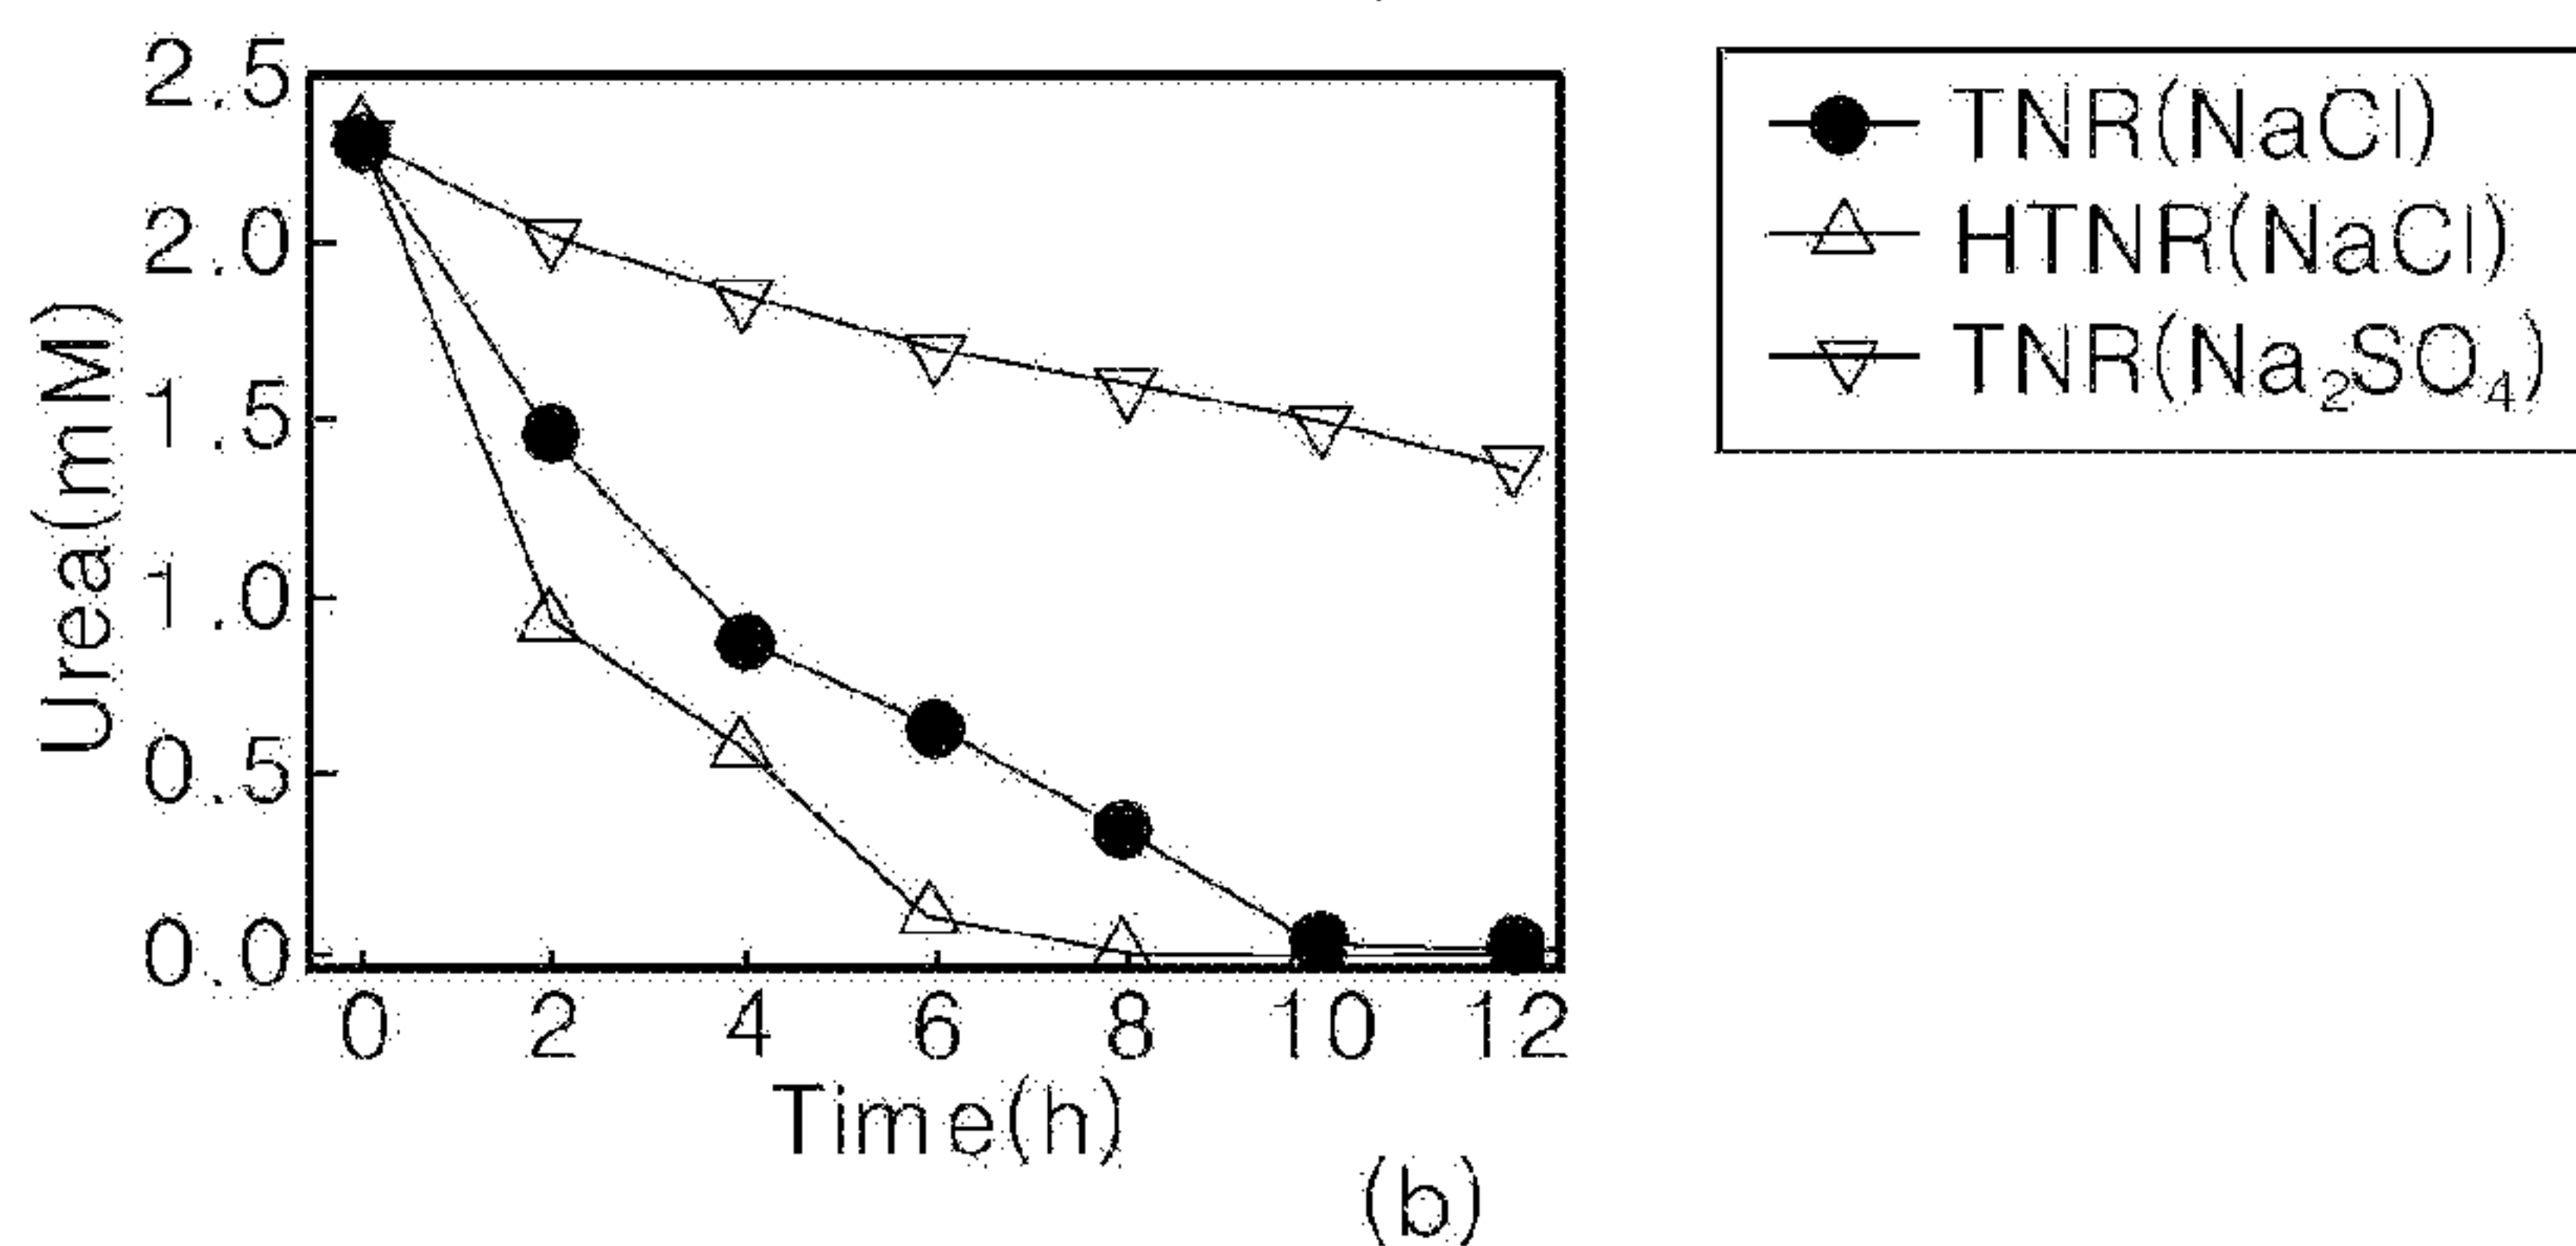 2.5
2.0
1.5
1.0
0.5
0.0
Urea(mM)
0 2 4 6 8 10 12
Time(h)
(b)
TNR(NaCl)
HTNR(NaCl)
TNR(Na₂SO₄)